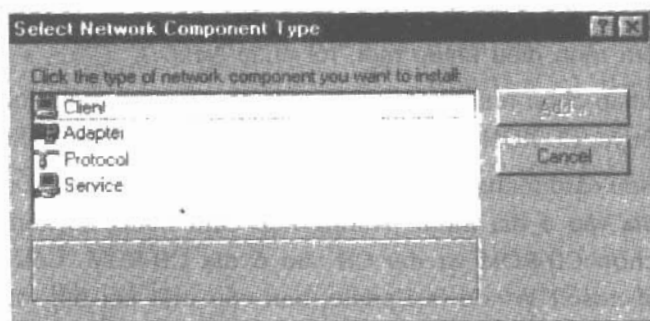 Select Network Component Type
Click the type of network component you want to install:
Client
Adapter
Protocol
Service
Add...
Cancel